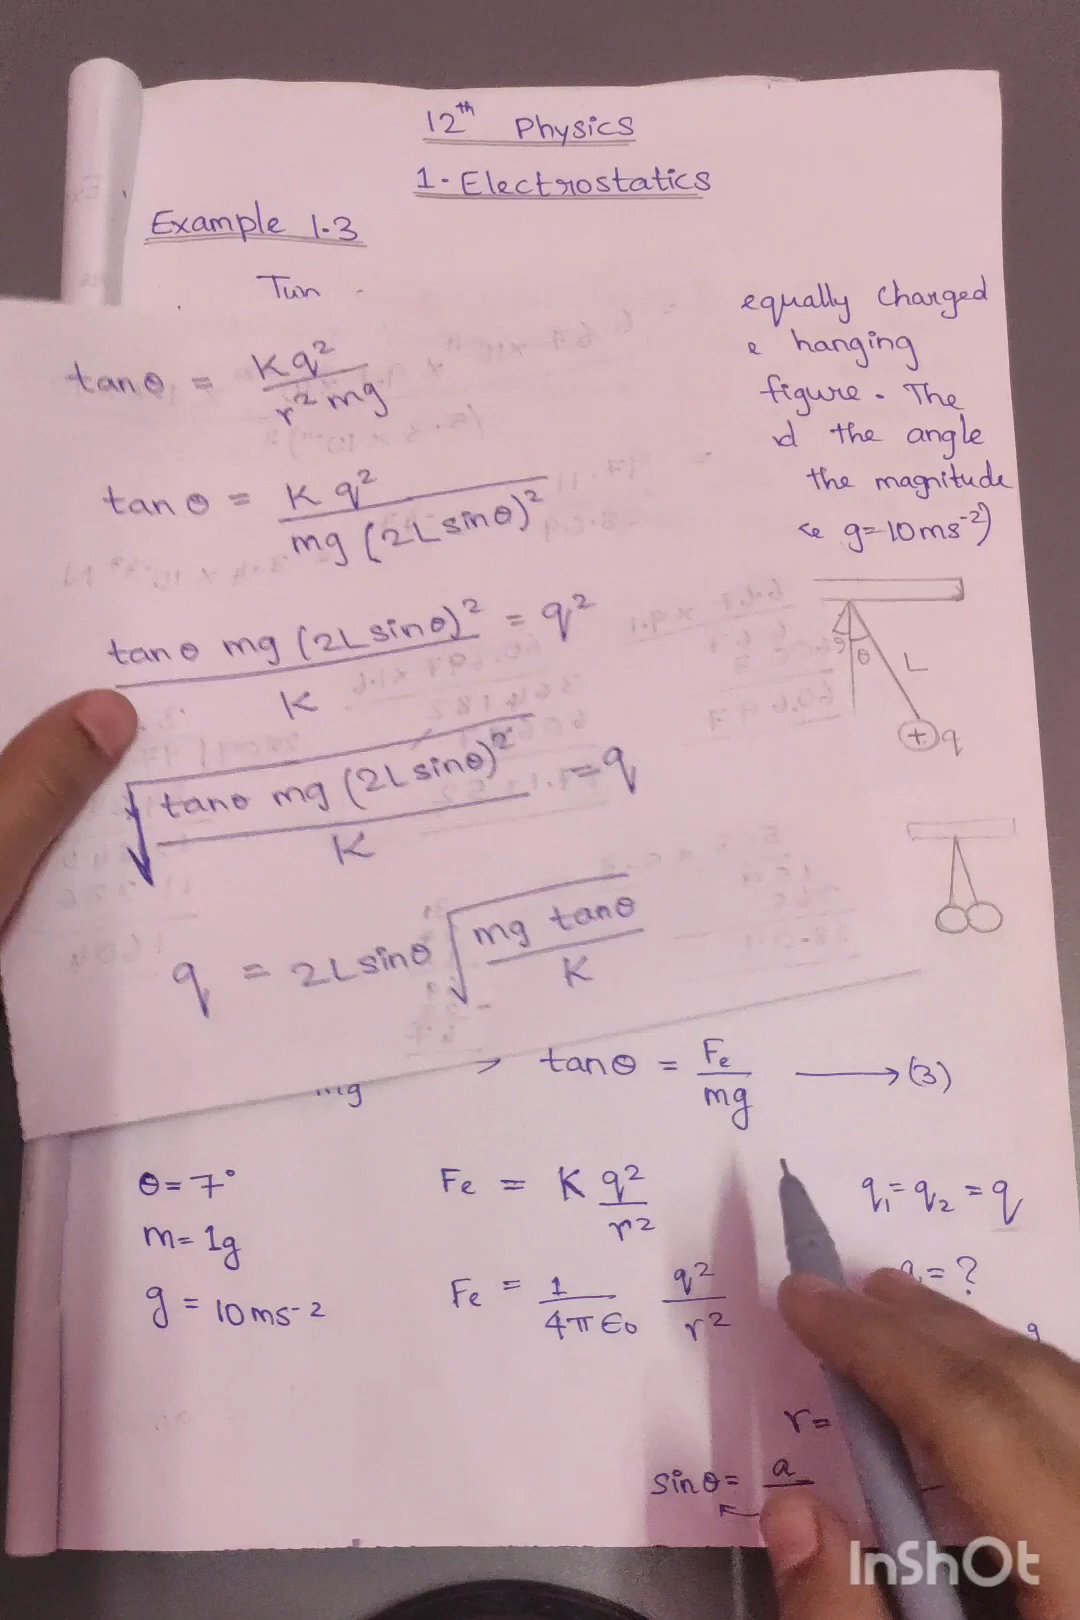 12th Physics
1-Electrostatics
Example 1.3
equally charged
e hanging
figure. The
d the angle
the magnitude
g=10ms-2)
tanθ = Kq² / r²mg
tanθ = Kq² / mg (2Lsinθ)²
tanθ mg (2Lsinθ)² / K = q²
√(tanθ mg (2Lsinθ)² / K) = q
q = 2Lsinθ √(mg tanθ / K)
g θ L
+ q
mg
tanθ = Fe / mg → (3)
θ = 7°
m = 1g
g = 10ms-2
Fe = K q² / r²
Fe = 1 / 4πε₀ q² / r²
q₁ = q₂ = q
q = ?
r =
sinθ = a
InShOt